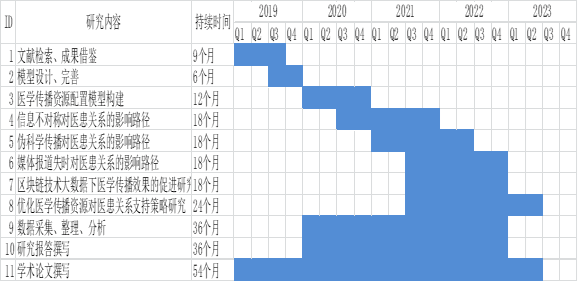 ID 研究内容 持续时间 2019 2020 2021 2022 2023
Q1 Q2 Q3 Q4 Q1 Q2 Q3 Q4 Q1 Q2 Q3 Q4 Q1 Q2 Q3 Q4 Q1 Q2 Q3 Q4
1 文献检索、成果借鉴 9个月
2 模型设计、完善 6个月
3 医学传播资源配置模型构建 12个月
4 信息不对称对医患关系的影响路径 18个月
5 伪科学传播对医患关系的影响路径 18个月
6 媒体报道失时对医患关系的影响路径 18个月
7 区块链技术大数据下医学传播效果的促进研究 18个月
8 优化医学传播资源对医患关系支持策略研究 24个月
9 数据采集、整理、分析 36个月
10 研究报答撰写 36个月
11 学术论文撰写 54个月